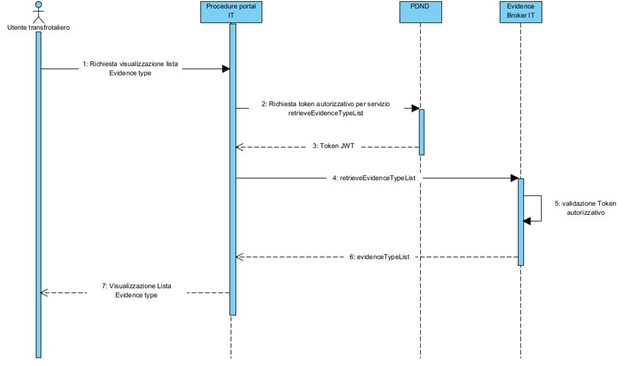 Procedure portal
IT
PDND
Evidence
Broker IT
Utente transfrotaliero
1: Richiesta visualizzazione lista
Evidence type
2: Richiesta token autorizzativo per servizio
retrieveEvidenceTypeList
3: Token JWT
4: retrieveEvidenceTypeList
5: validazione Token
autorizzativo
6: evidenceTypeList
7: Visualizzazione Lista
Evidence type